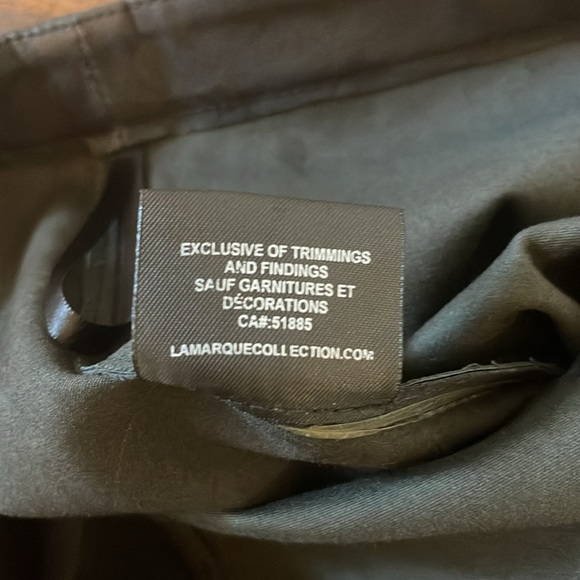 EXCLUSIVE OF TRIMMINGS
AND FINDINGS
SAUF GARNITURES ET
DÉCORATIONS
CA#:51885
LAMARQUECOLLECTION.COM